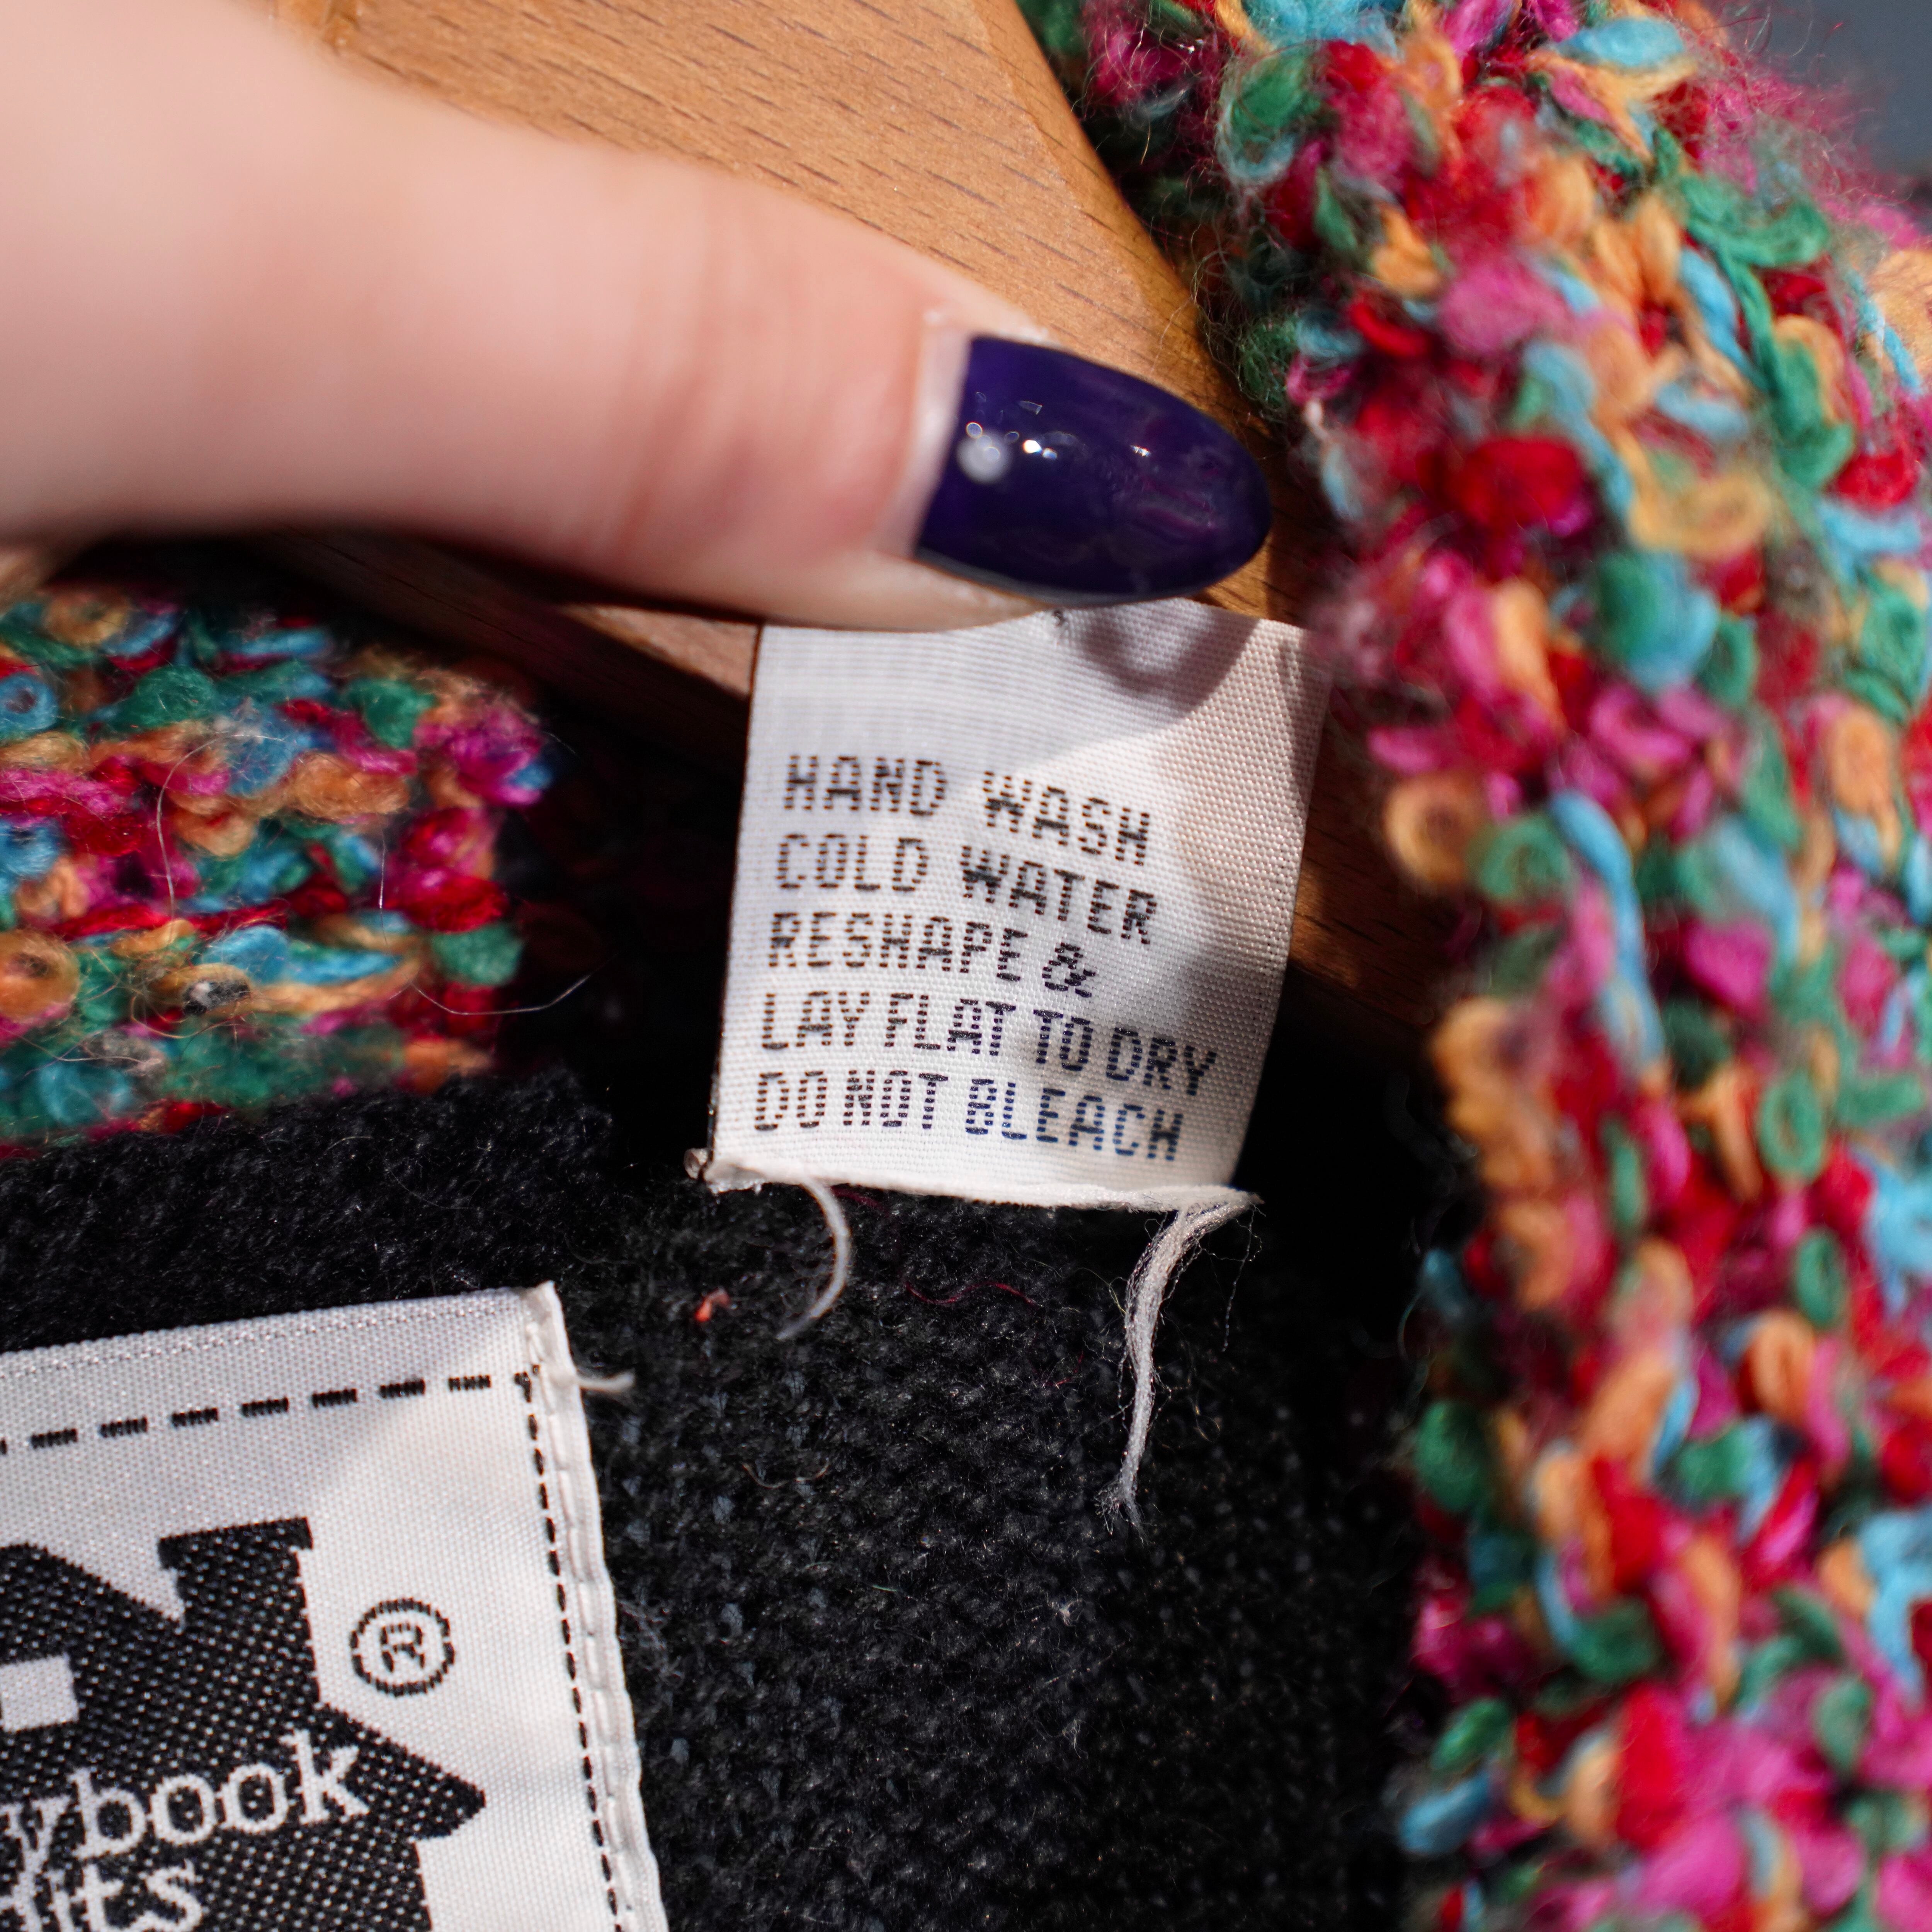 HAND WASH
COLD WATER
RESHAPE &
LAY FLAT TO DRY
DO NOT BLEACH
®